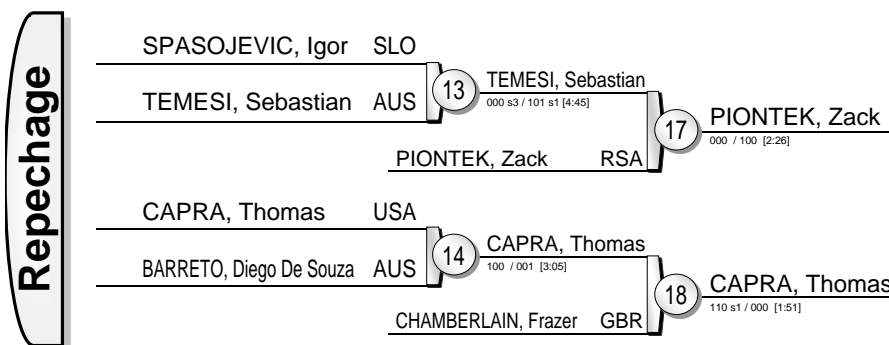 Repechage
SPASOJEVIC, Igor SLO
TEMESI, Sebastian AUS
13
TEMESI, Sebastian
000 s3 / 101 s1 [4:45]
PIONTEK, Zack RSA
17
PIONTEK, Zack
000 / 100 [2:26]
CAPRA, Thomas USA
BARRETO, Diego De Souza AUS
14
CAPRA, Thomas
100 / 001 [3:05]
CHAMBERLAIN, Frazer GBR
18
CAPRA, Thomas
110 s1 / 000 [1:51]